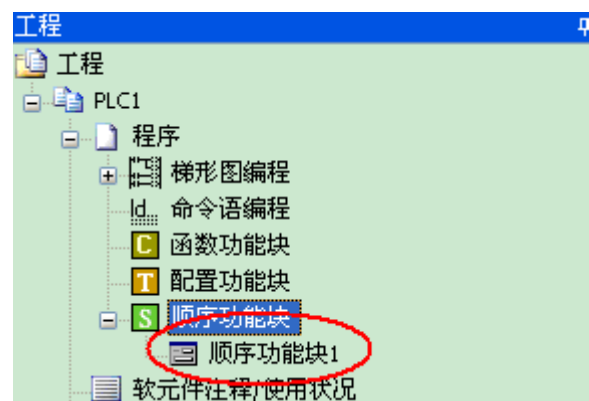 工程
工程
PLC1
程序
梯形图编程
命令语编程
函数功能块
配置功能块
顺序功能块
顺序功能块1
软元件注释/使用状况